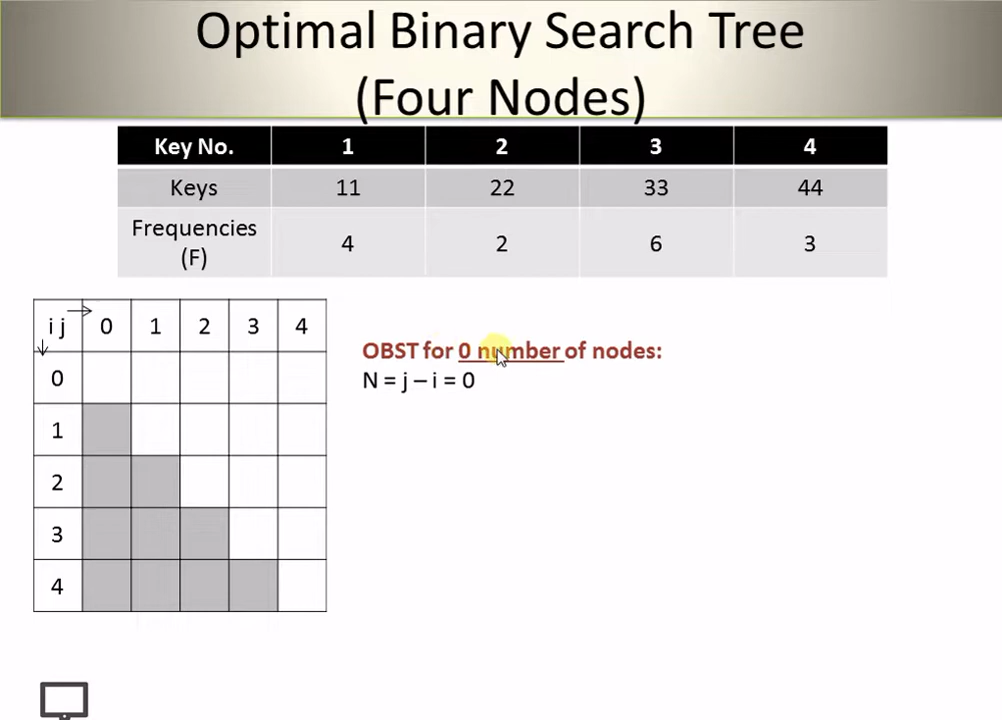 Optimal Binary Search Tree
(Four Nodes)
Key No. 1 2 3 4
Keys 11 22 33 44
Frequencies
(F) 4 2 6 3
i j 0 1 2 3 4
0
1
2
3
4
OBST for 0 number of nodes:
N = j – i = 0